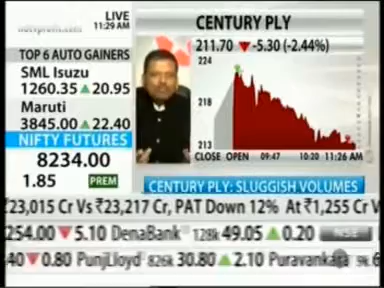 LIVE
11:29 AM
TOP 6 AUTO GAINERS
SML Isuzu
1260.35 ▲ 20.95
Maruti
3845.00 ▲ 22.40
NIFTY FUTURES
8234.00
1.85 PREM
CENTURY PLY
211.70 ▼ -5.30 (-2.44%)
224
218
213
CLOSE OPEN 09:47 10:20 11:26 AM
CENTURY PLY: SLUGGISH VOLUMES
₹23,015 Cr Vs ₹23,217 Cr, PAT Down 12% At ₹1,255 Cr
254.00 ▼ 5.10 DenaBank 128k 49.05 ▲ 0.20 NSE
40 ▼ 0.80 PunjLloyd 826k 30.80 ▲ 2.10 Puravankara